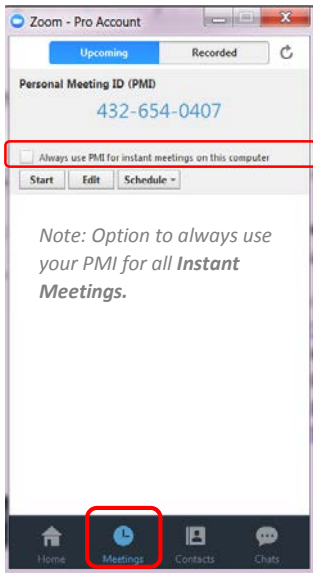 Zoom - Pro Account
Upcoming Recorded
Personal Meeting ID (PMI)
432-654-0407
Always use PMI for instant meetings on this computer
Start Edit Schedule
Note: Option to always use
your PMI for all Instant
Meetings.
Home Meetings Contacts Chats